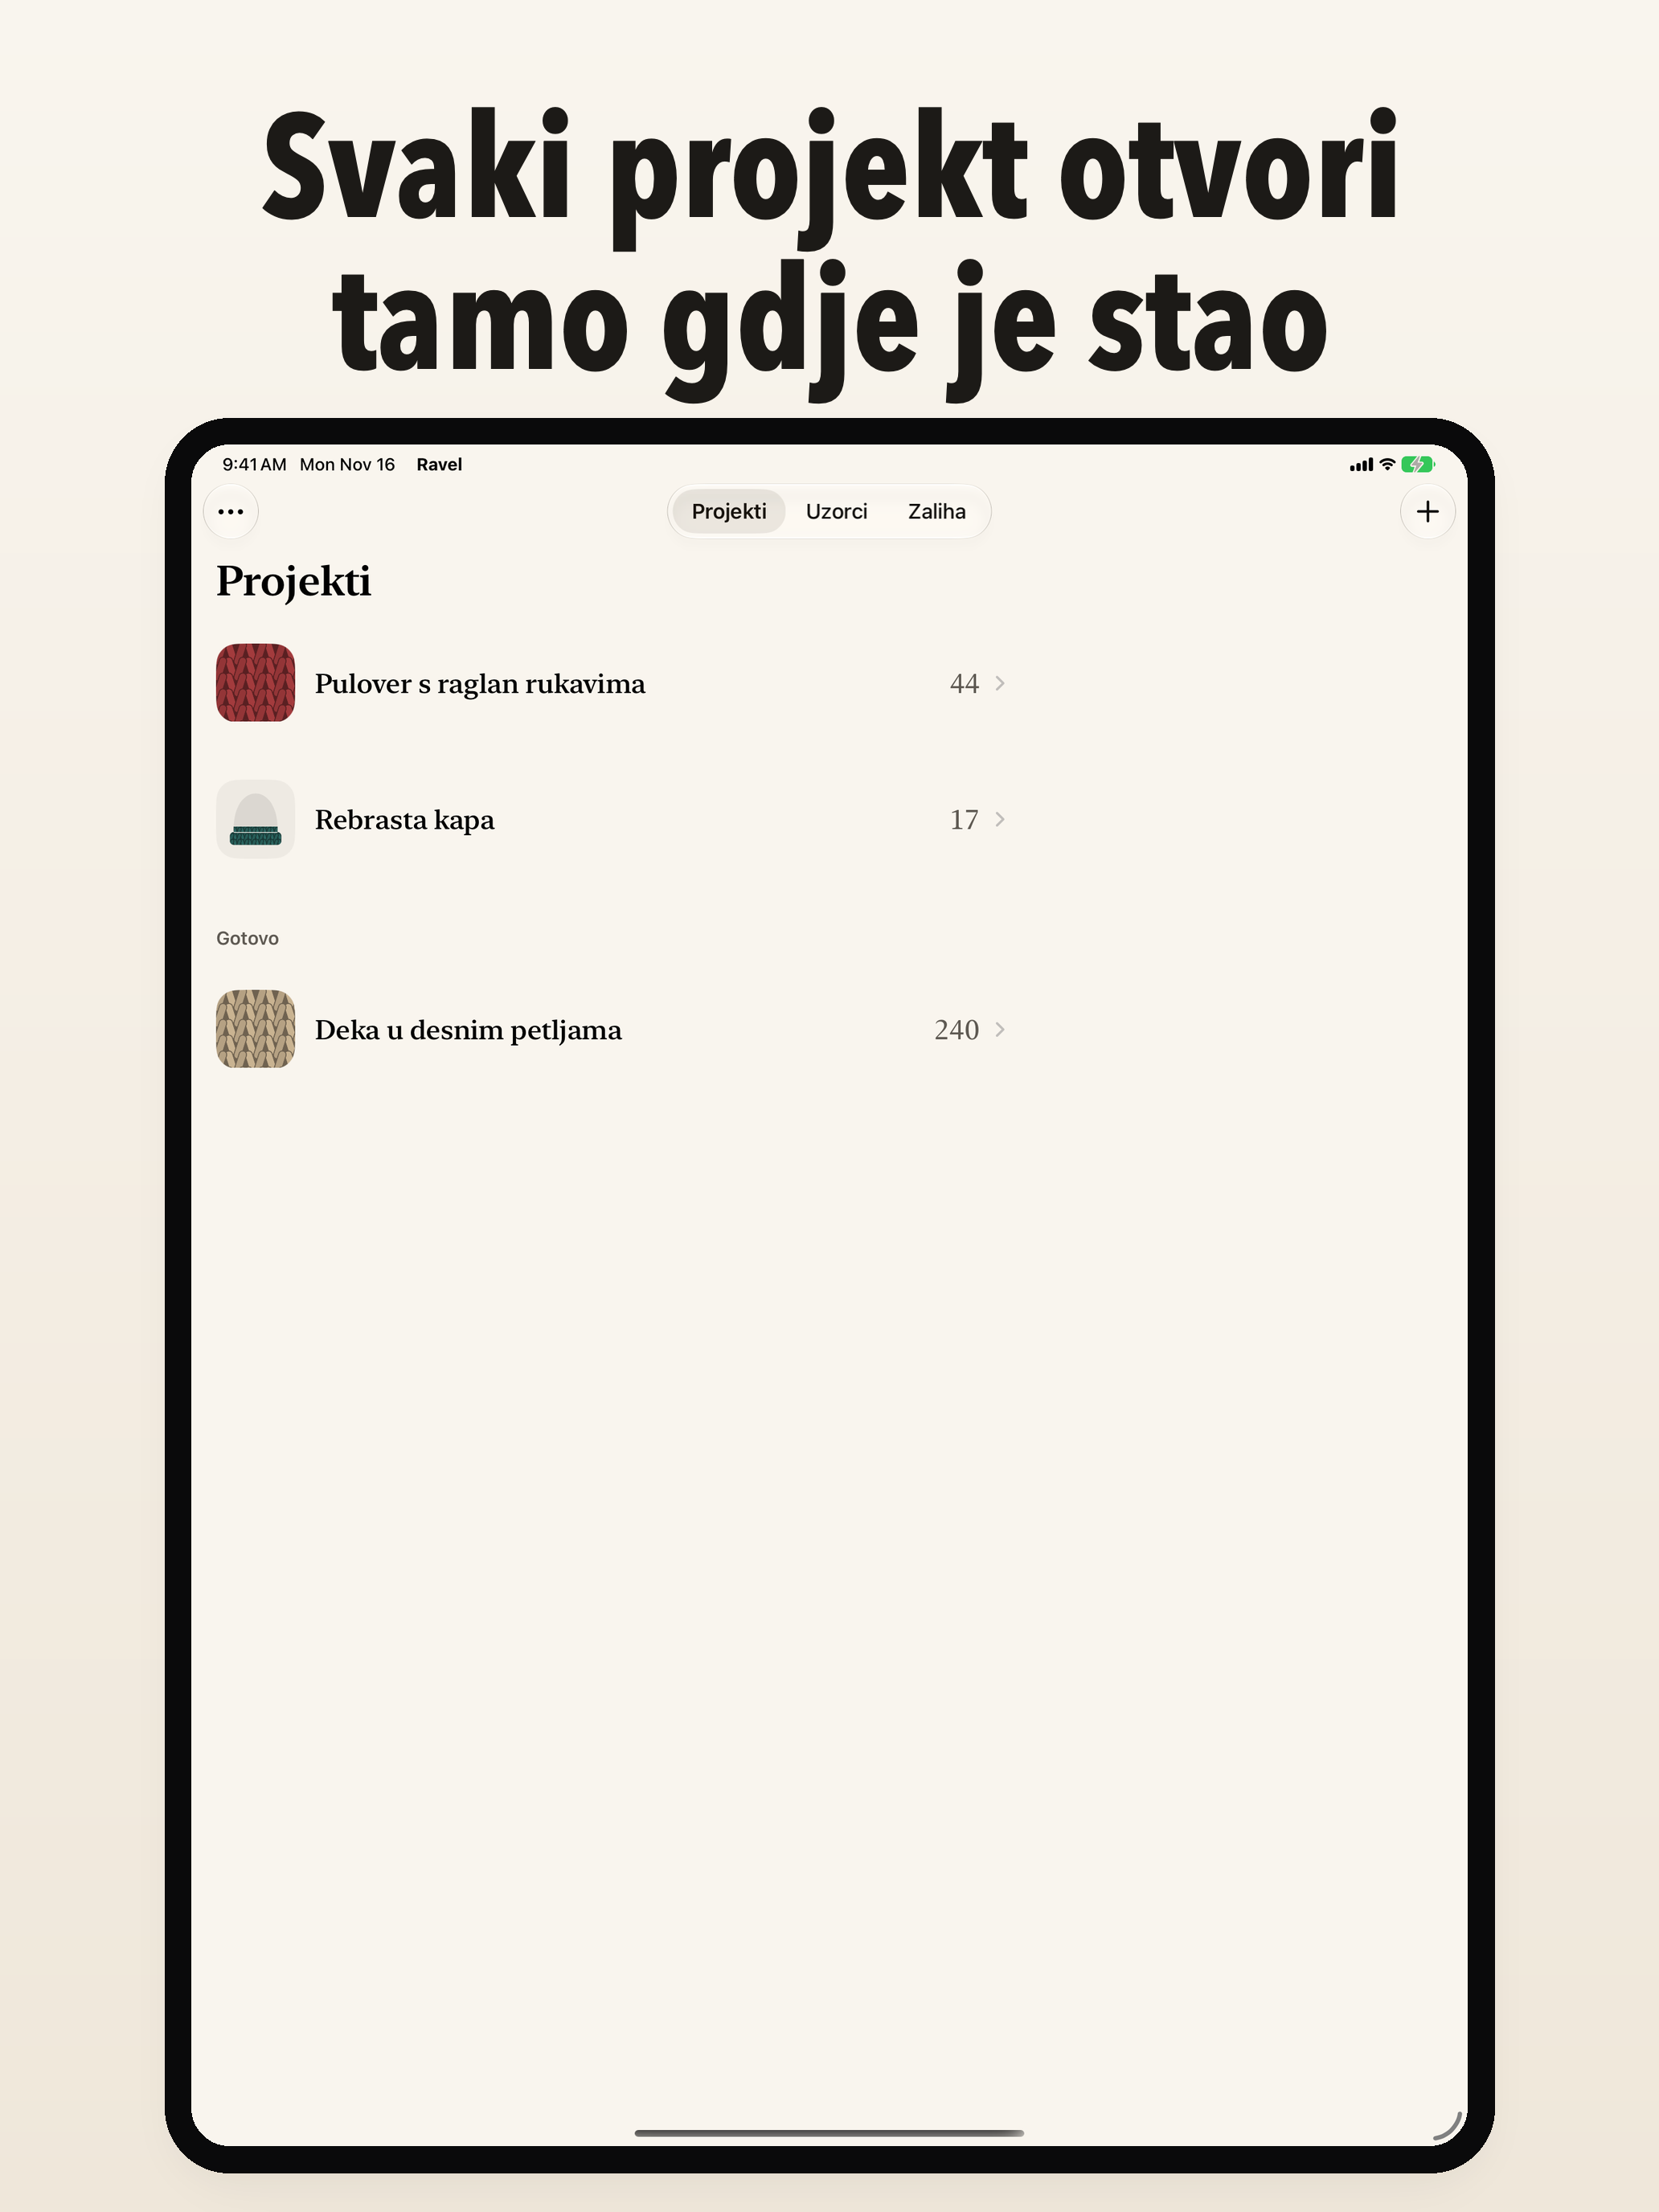 Svaki projekt otvori
tamo gdje je stao
9:41 AM Mon Nov 16 Ravel
Projekti Uzorci Zaliha
Projekti
Pulover s raglan rukavima 44
Rebrasta kapa 17
Gotovo
Deka u desnim petljama 240